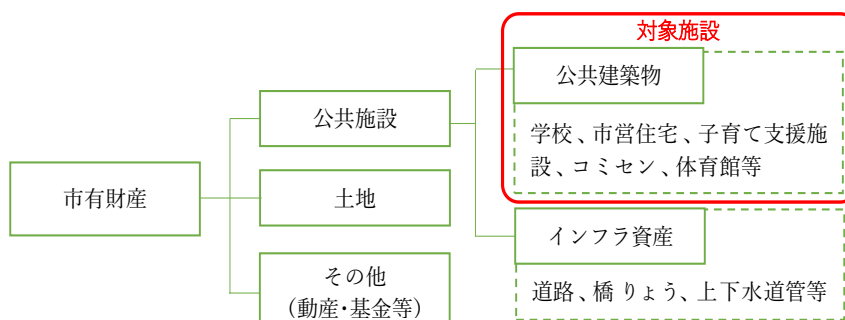 対象施設
公共建築物
学校、市営住宅、子育て支援施
設、コミセン、体育館等
公共施設
市有財産
土地
インフラ資産
道路、橋りょう、上下水道管等
その他
（動産・基金等）